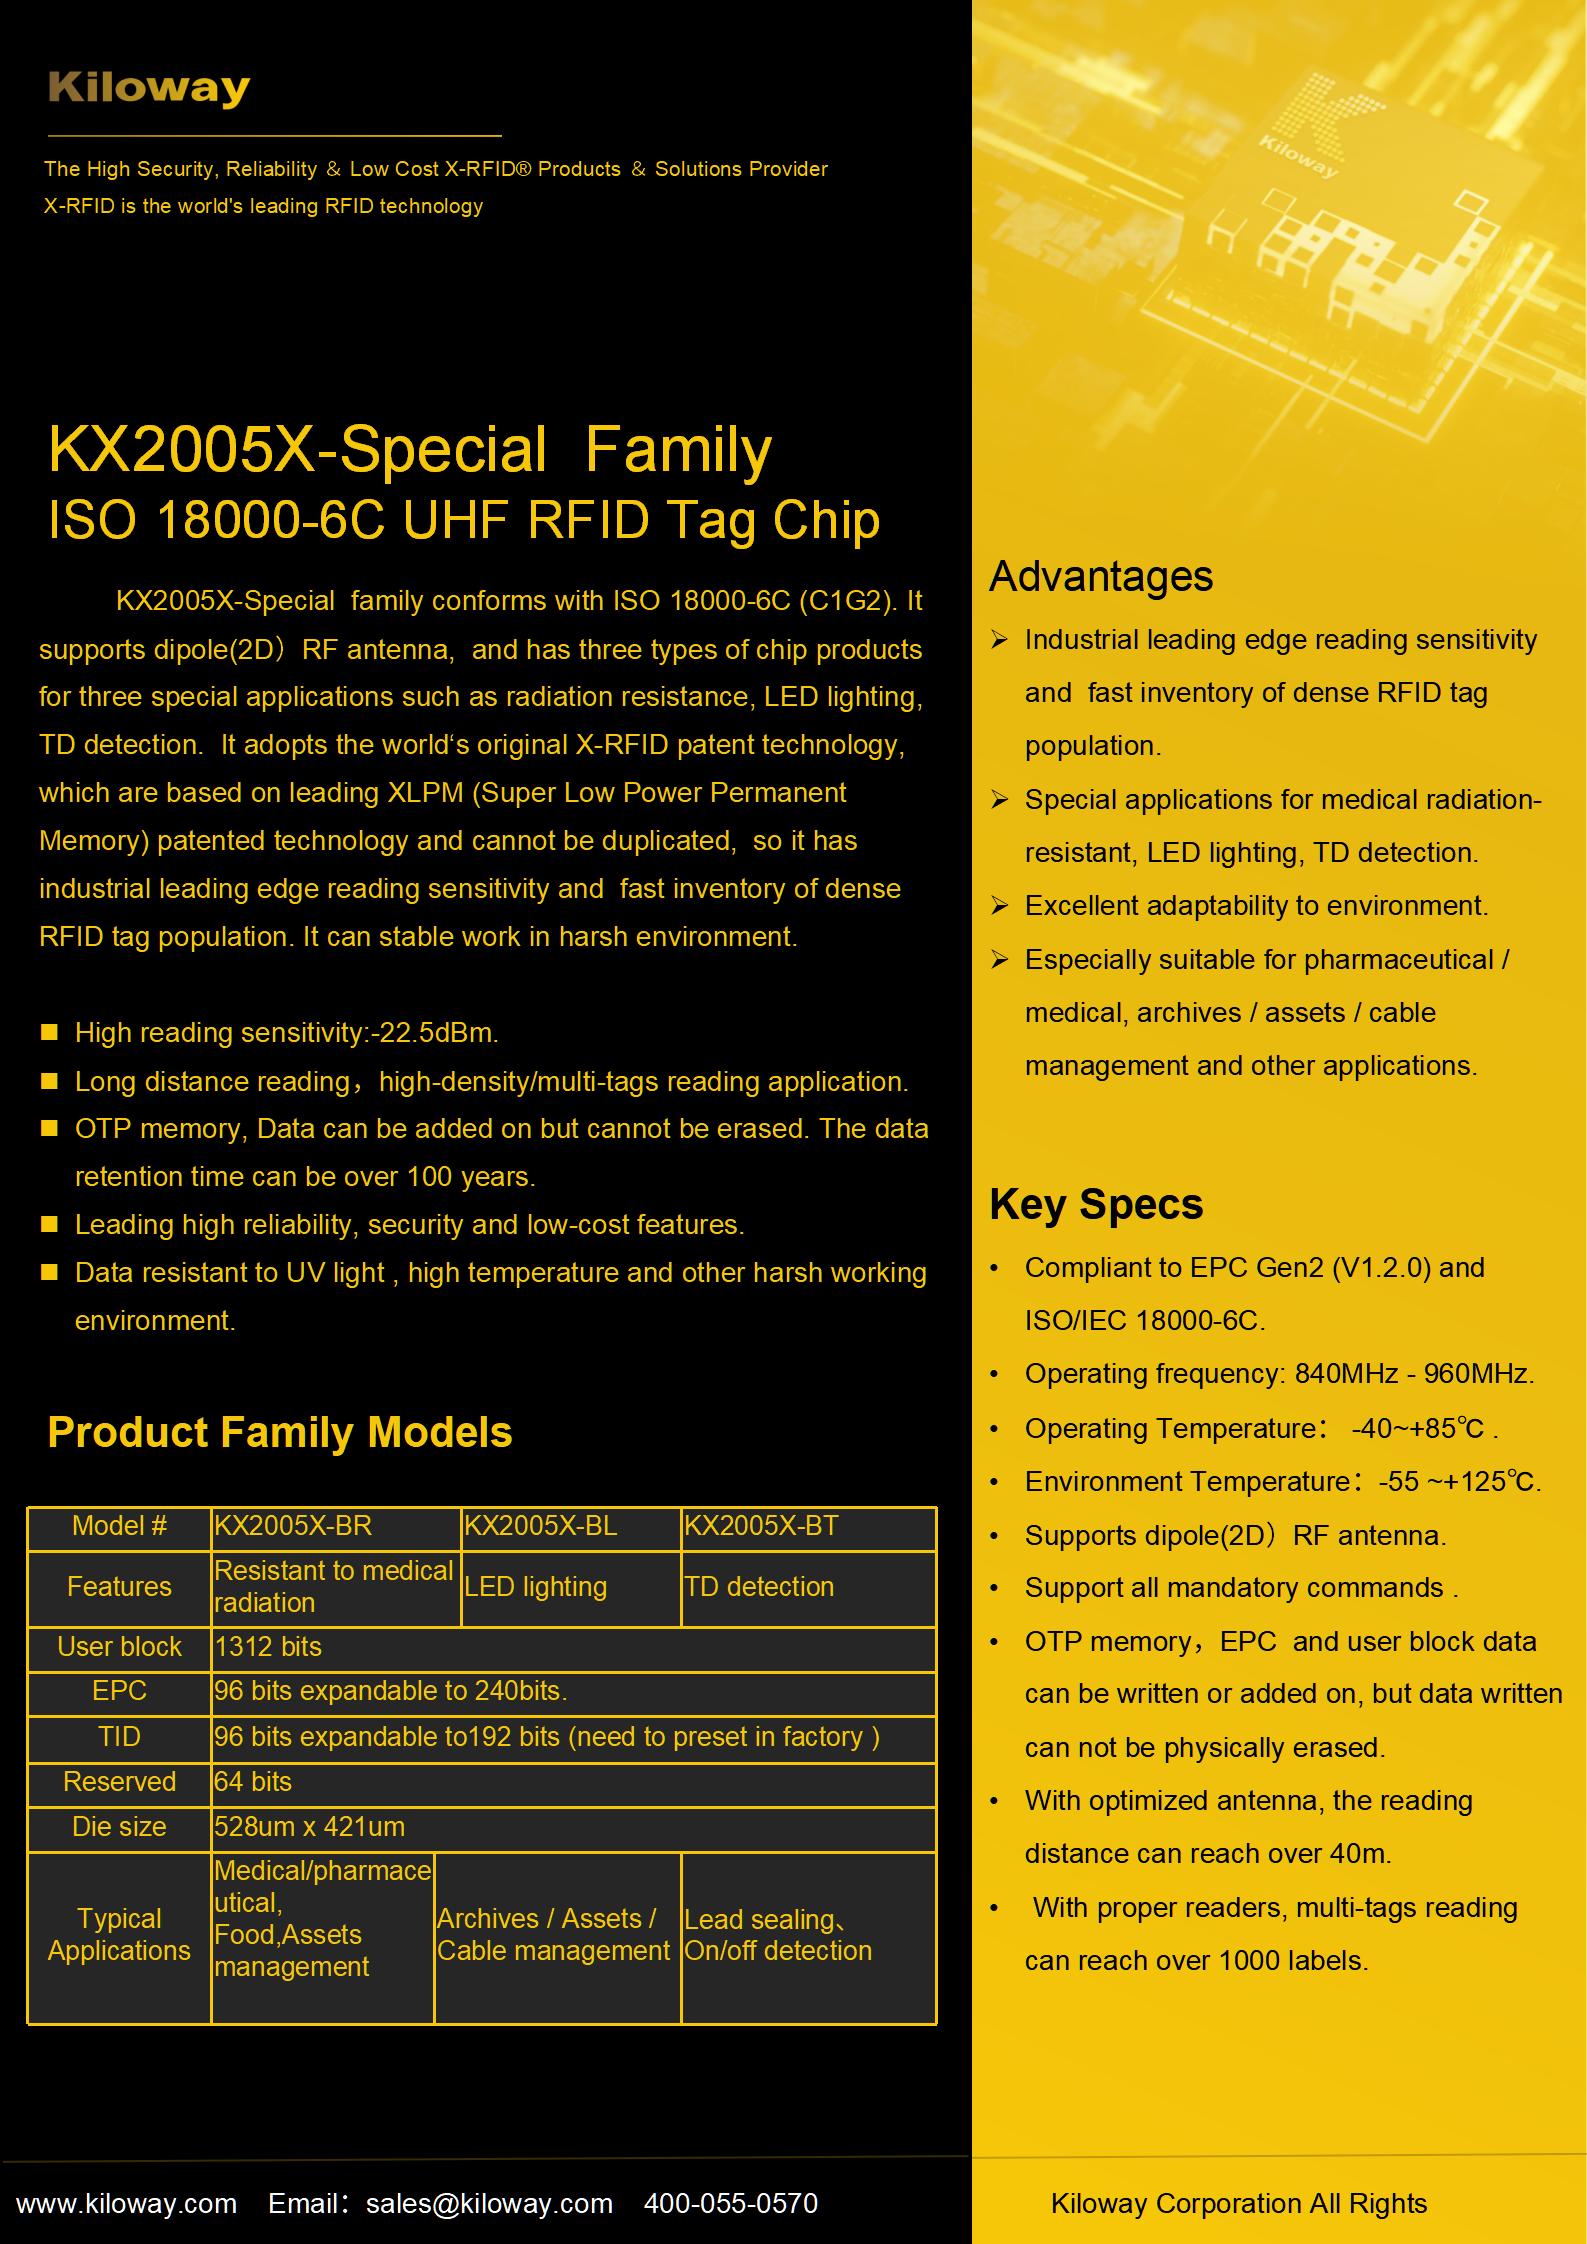 Kiloway
The High Security, Reliability & Low Cost X-RFID® Products & Solutions Provider
X-RFID is the world's leading RFID technology
KX2005X-Special Family
ISO 18000-6C UHF RFID Tag Chip
KX2005X-Special family conforms with ISO 18000-6C (C1G2). It
supports dipole(2D）RF antenna, and has three types of chip products
for three special applications such as radiation resistance, LED lighting,
TD detection. It adopts the world‘s original X-RFID patent technology,
which are based on leading XLPM (Super Low Power Permanent
Memory) patented technology and cannot be duplicated, so it has
industrial leading edge reading sensitivity and fast inventory of dense
RFID tag population. It can stable work in harsh environment.
■ High reading sensitivity:-22.5dBm.
■ Long distance reading，high-density/multi-tags reading application.
■ OTP memory, Data can be added on but cannot be erased. The data
retention time can be over 100 years.
■ Leading high reliability, security and low-cost features.
■ Data resistant to UV light , high temperature and other harsh working
environment.
Product Family Models
Model # KX2005X-BR KX2005X-BL KX2005X-BT
Features Resistant to medical radiation LED lighting TD detection
User block 1312 bits
EPC 96 bits expandable to 240bits.
TID 96 bits expandable to192 bits (need to preset in factory )
Reserved 64 bits
Die size 528um x 421um
Typical Applications
Medical/pharmace
utical,
Food,Assets
management
Archives / Assets /
Cable management
Lead sealing、
On/off detection
www.kiloway.com Email：sales@kiloway.com 400-055-0570
K
Kiloway
Advantages
➢ Industrial leading edge reading sensitivity
and fast inventory of dense RFID tag
population.
➢ Special applications for medical radiation-
resistant, LED lighting, TD detection.
➢ Excellent adaptability to environment.
➢ Especially suitable for pharmaceutical /
medical, archives / assets / cable
management and other applications.
Key Specs
• Compliant to EPC Gen2 (V1.2.0) and
ISO/IEC 18000-6C.
• Operating frequency: 840MHz - 960MHz.
• Operating Temperature： -40~+85℃ .
• Environment Temperature：-55 ~+125℃.
• Supports dipole(2D）RF antenna.
• Support all mandatory commands .
• OTP memory，EPC and user block data
can be written or added on, but data written
can not be physically erased.
• With optimized antenna, the reading
distance can reach over 40m.
• With proper readers, multi-tags reading
can reach over 1000 labels.
Kiloway Corporation All Rights